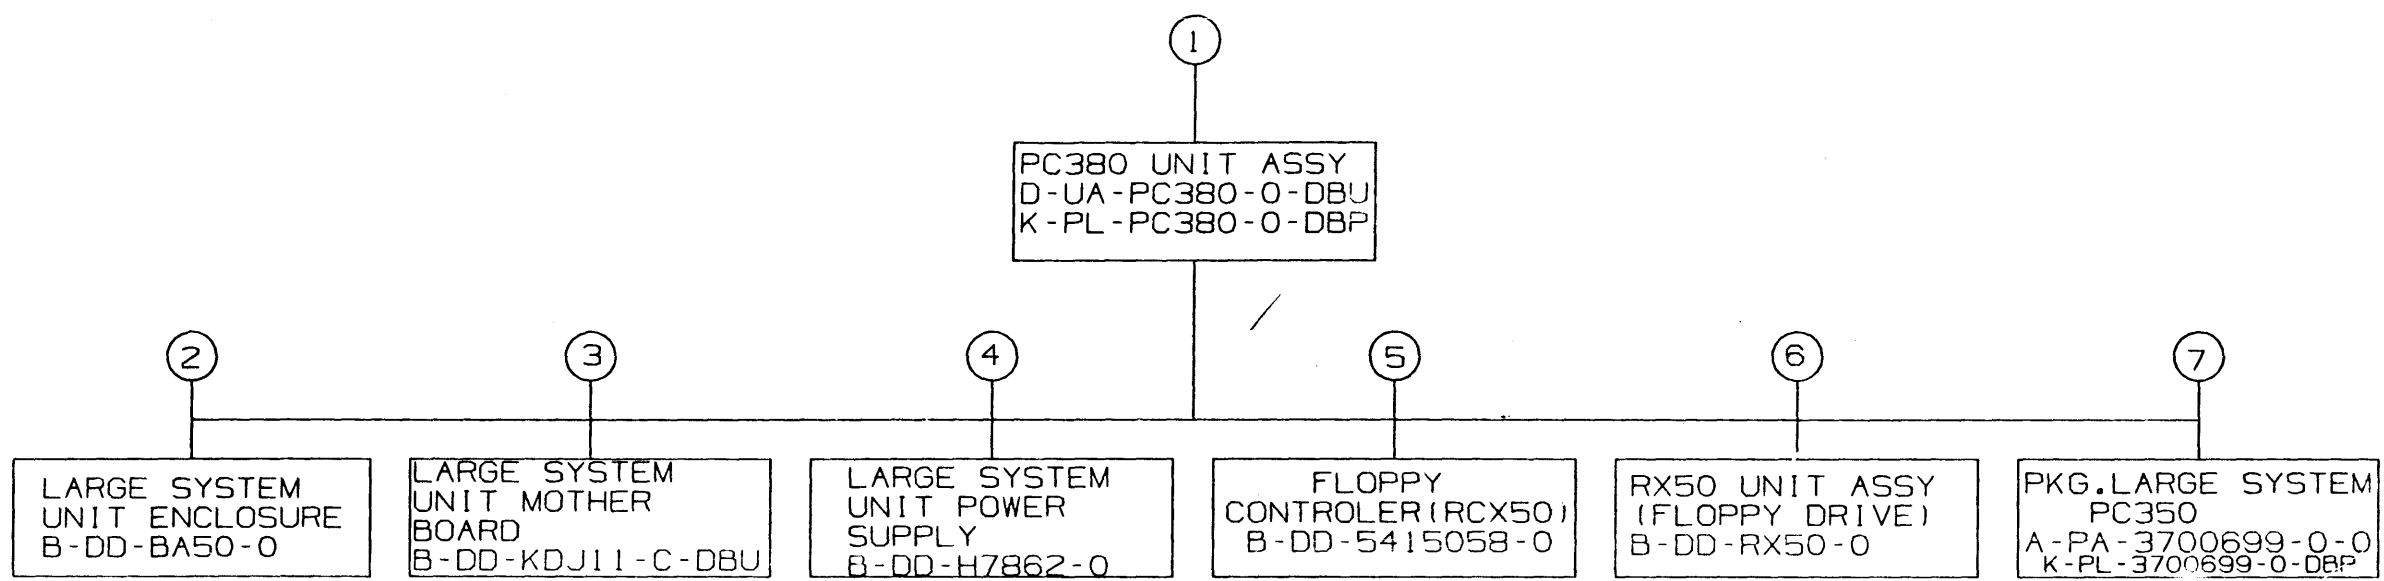 1
PC380 UNIT ASSY
D-UA-PC380-0-DBU
K-PL-PC380-0-DBP
2
3
4
5
6
7
LARGE SYSTEM
UNIT ENCLOSURE
B-DD-BA50-0
LARGE SYSTEM
UNIT MOTHER
BOARD
B-DD-KDJ11-C-DBU
LARGE SYSTEM
UNIT POWER
SUPPLY
B-DD-H7862-0
FLOPPY
CONTROLER(RCX50)
B-DD-5415058-0
RX50 UNIT ASSY
(FLOPPY DRIVE)
B-DD-RX50-0
PKG.LARGE SYSTEM
PC350
A-PA-3700699-0-0
K-PL-3700699-0-DBP